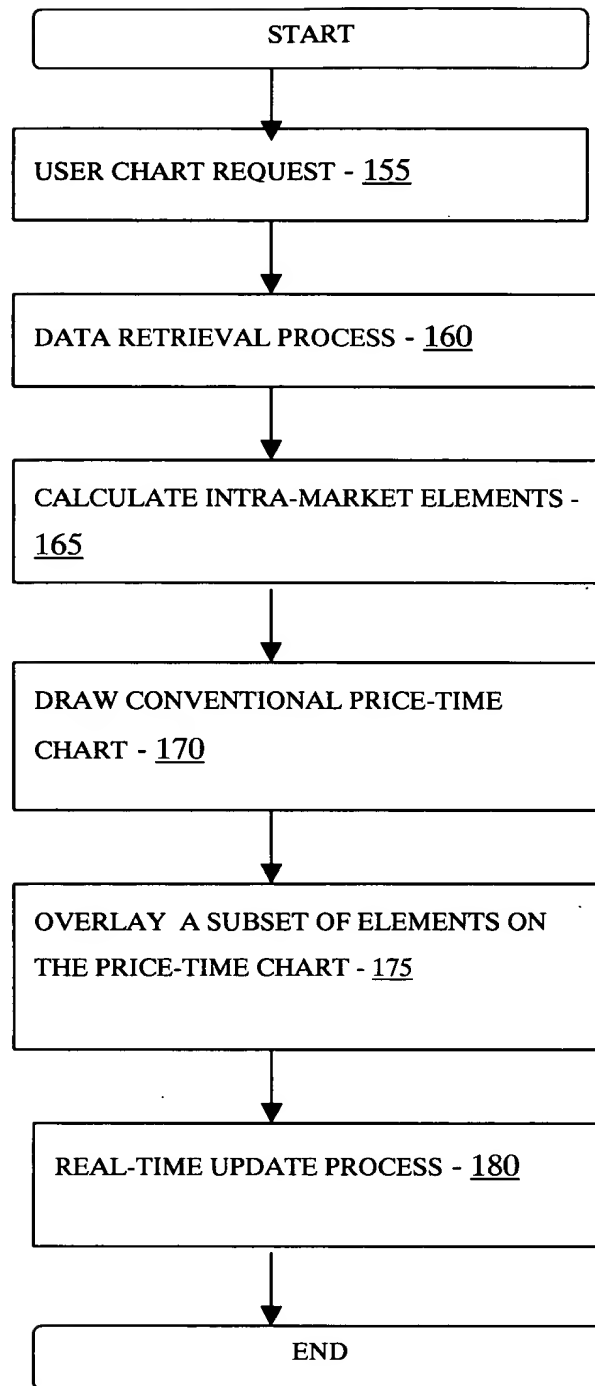 START
USER CHART REQUEST - 155
DATA RETRIEVAL PROCESS - 160
CALCULATE INTRA-MARKET ELEMENTS -
165
DRAW CONVENTIONAL PRICE-TIME
CHART - 170
OVERLAY A SUBSET OF ELEMENTS ON
THE PRICE-TIME CHART - 175
REAL-TIME UPDATE PROCESS - 180
END